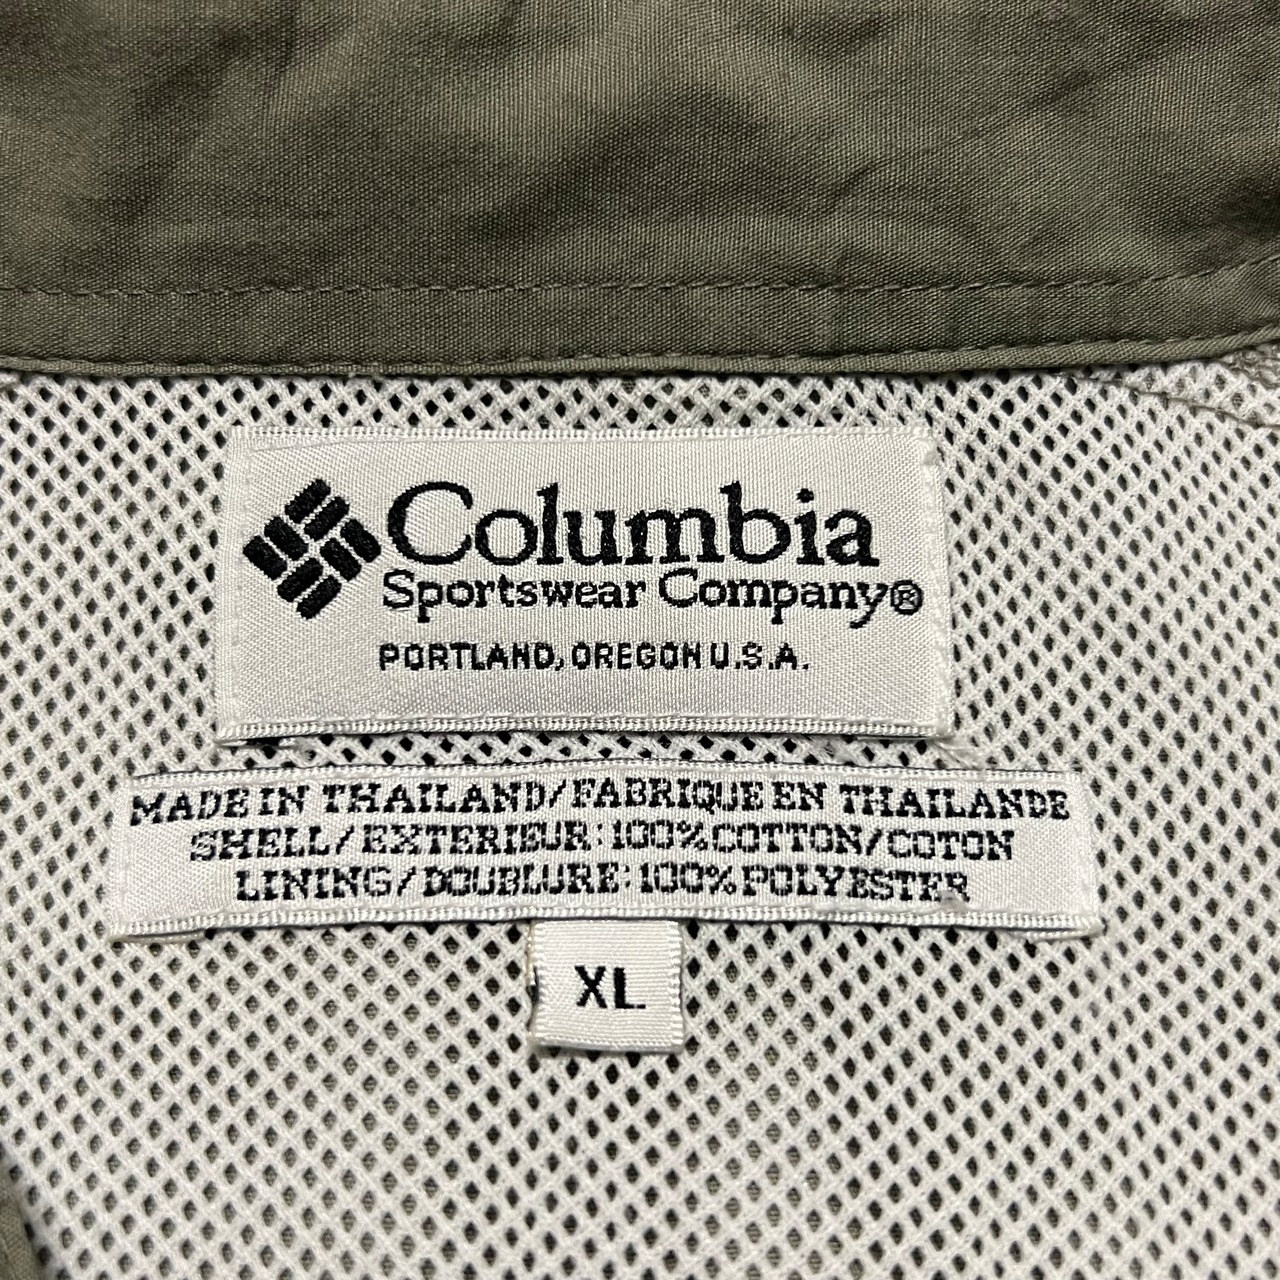 Columbia
Sportswear Company®
PORTLAND, OREGON U.S.A.
MADE IN THAILAND/FABRIQUE EN THAILANDE
SHELL/EXTERIEUR: 100% COTTON/COTON
LINING/DOUBLURE: 100% POLYESTER
XL